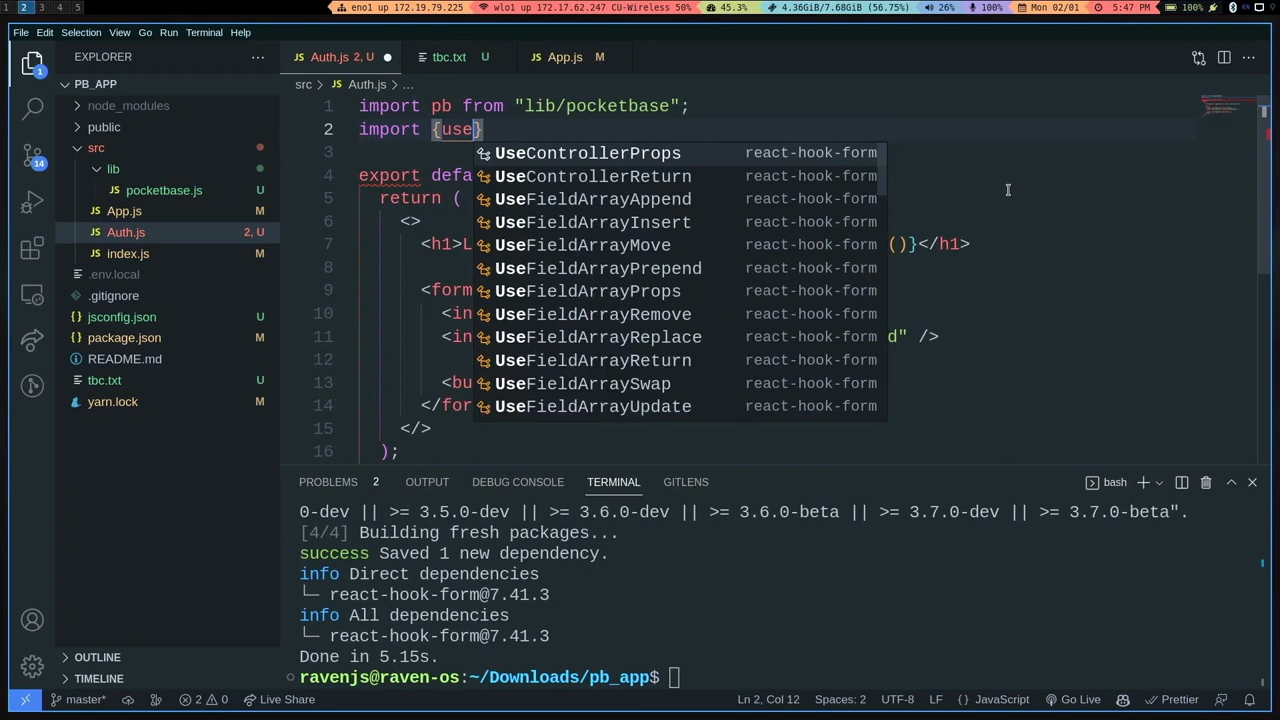 1 2 3 4 5 eno1 up 172.19.79.225 wlo1 up 172.17.62.247 CU-Wireless 50% 45.3% 4.36GiB/7.68GiB (56.75%) 26% 100% Mon 02/01 5:47 PM 100% EN
File Edit Selection View Go Run Terminal Help
EXPLORER
Auth.js 2, U
tbc.txt U
App.js M
PB_APP
node_modules
public
src
lib
pocketbase.js U
App.js M
Auth.js 2, U
index.js M
.env.local
.gitignore
jsconfig.json U
package.json M
README.md
tbc.txt U
yarn.lock M
OUTLINE
TIMELINE
1
14
src > Auth.js > ...
1 import pb from "lib/pocketbase";
2 import {use}
3
4 export defa
5 return (
6 <>
7 <h1>L ()}</h1>
8
9 <form
10 <in
11 <in d" />
12
13 <bu
14 </for
15 </>
16 );
UseControllerProps react-hook-form
UseControllerReturn react-hook-form
UseFieldArrayAppend react-hook-form
UseFieldArrayInsert react-hook-form
UseFieldArrayMove react-hook-form
UseFieldArrayPrepend react-hook-form
UseFieldArrayProps react-hook-form
UseFieldArrayRemove react-hook-form
UseFieldArrayReplace react-hook-form
UseFieldArrayReturn react-hook-form
UseFieldArraySwap react-hook-form
UseFieldArrayUpdate react-hook-form
PROBLEMS 2 OUTPUT DEBUG CONSOLE TERMINAL GITLENS bash
0-dev || >= 3.5.0-dev || >= 3.6.0-dev || >= 3.6.0-beta || >= 3.7.0-dev || >= 3.7.0-beta".
[4/4] Building fresh packages...
success Saved 1 new dependency.
info Direct dependencies
└─ react-hook-form@7.41.3
info All dependencies
└─ react-hook-form@7.41.3
Done in 5.15s.
ravenjs@raven-os:~/Downloads/pb_app$
master* 2 0 Live Share Ln 2, Col 12 Spaces: 2 UTF-8 LF {} JavaScript Go Live Prettier